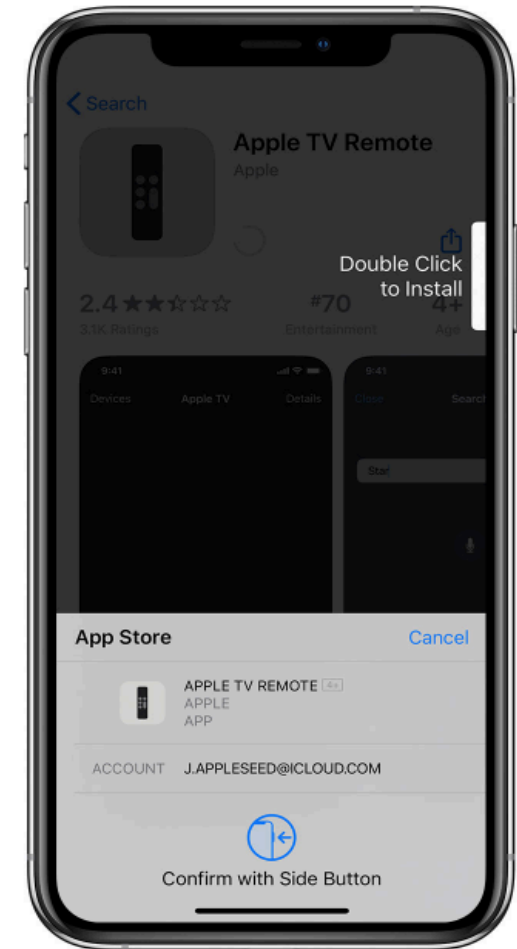 Search
Apple TV Remote
Apple
Double Click
to Install
2.4 #70 4+
3.1K Ratings Entertainment Age
9:41 9:41
Devices Apple TV Details Close Search
Star
App Store Cancel
APPLE TV REMOTE 4+
APPLE
APP
ACCOUNT J.APPLESEED@ICLOUD.COM
Confirm with Side Button